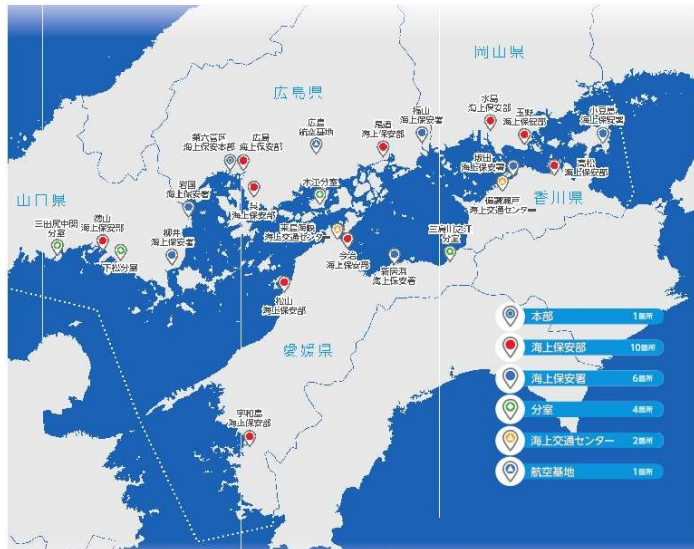 岡山県
広島県
水島
海上保安部
玉野
海上保安部
小豆島
海上保安署
福山
海上保安署
尾道
海上保安部
広島
航空基地
第六管区
海上保安本部
広島
海上保安部
坂出
海上保安署
高松
海上保安部
備讃瀬戸
海上交通センター
香川県
木江分室
呉
海上保安部
岩国
海上保安署
山口県
徳山
海上保安部
三田尻中関
分室
下松分室
柳井
海上保安署
来島海峡
海上交通センター
今治
海上保安部
三島川之江
分室
新居浜
海上保安署
松山
海上保安部
愛媛県
宇和島
海上保安部
本部 1箇所
海上保安部 10箇所
海上保安署 6箇所
分室 4箇所
海上交通センター 2箇所
航空基地 1箇所